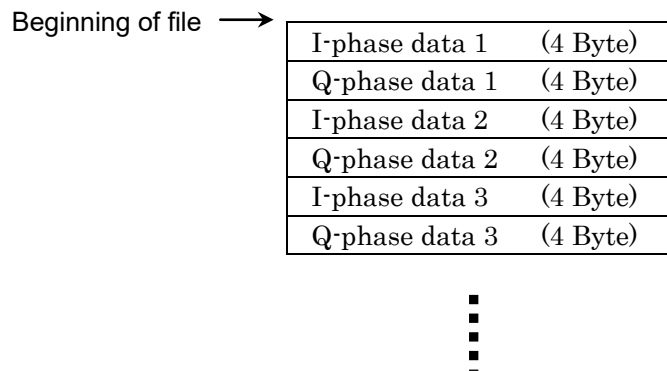 Beginning of file
I-phase data 1 (4 Byte)
Q-phase data 1 (4 Byte)
I-phase data 2 (4 Byte)
Q-phase data 2 (4 Byte)
I-phase data 3 (4 Byte)
Q-phase data 3 (4 Byte)